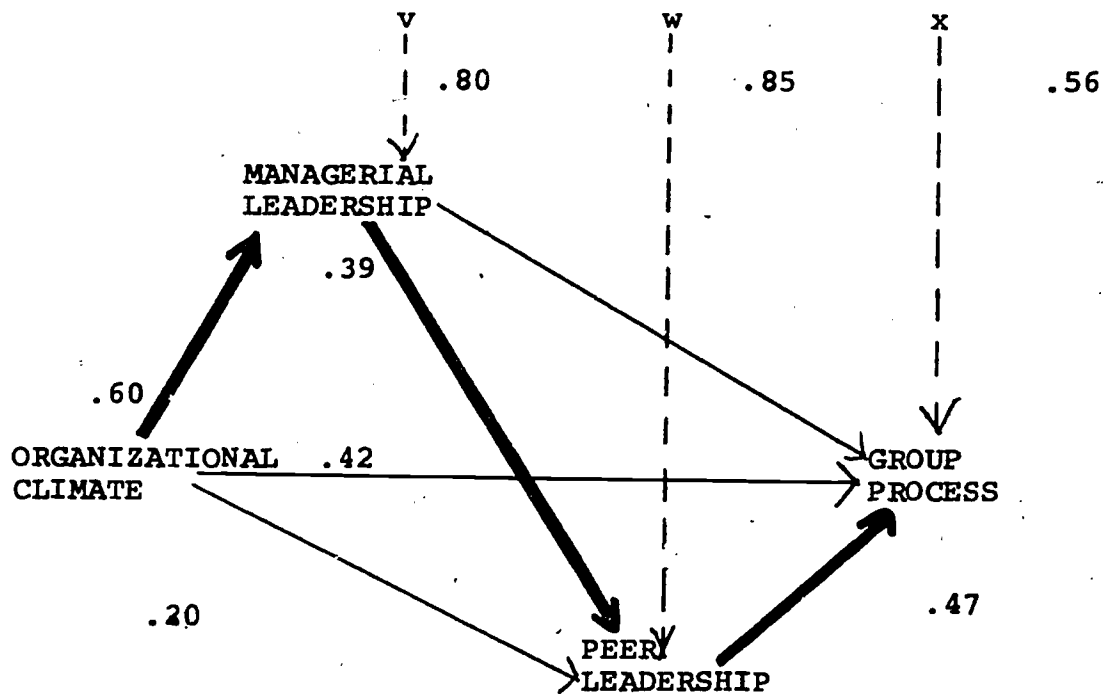 v w x
.80 .85 .56
MANAGERIAL
LEADERSHIP
.39
.60
ORGANIZATIONAL .42 GROUP
CLIMATE PROCESS
.20 .47
PEER
LEADERSHIP